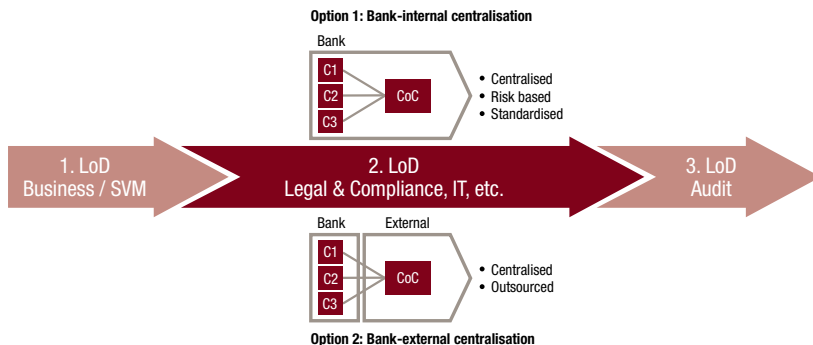 Option 1: Bank-internal centralisation
Bank
C1
C2
C3
CoC
• Centralised
• Risk based
• Standardised
1. LoD
Business / SVM
2. LoD
Legal & Compliance, IT, etc.
3. LoD
Audit
Bank
External
C1
C2
C3
CoC
• Centralised
• Outsourced
Option 2: Bank-external centralisation